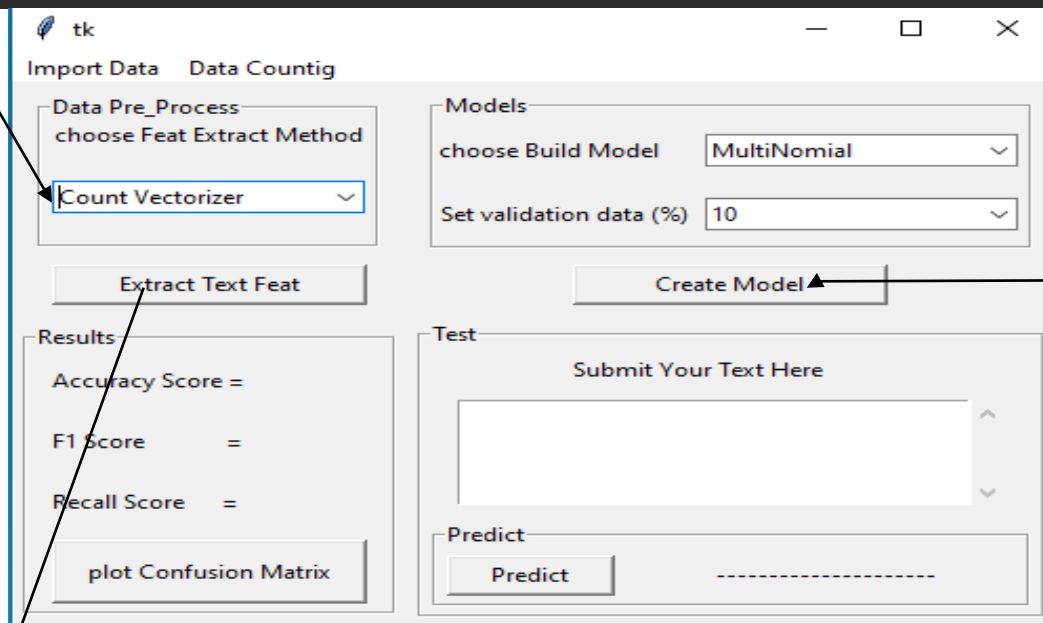 tk
Import Data Data Countig
Data Pre_Process
choose Feat Extract Method
Count Vectorizer
Models
choose Build Model MultiNomial
Set validation data (%) 10
Extract Text Feat
Create Model
Results
Accuracy Score =
F1 Score =
Recall Score =
plot Confusion Matrix
Test
Submit Your Text Here
Predict
Predict ---------------------